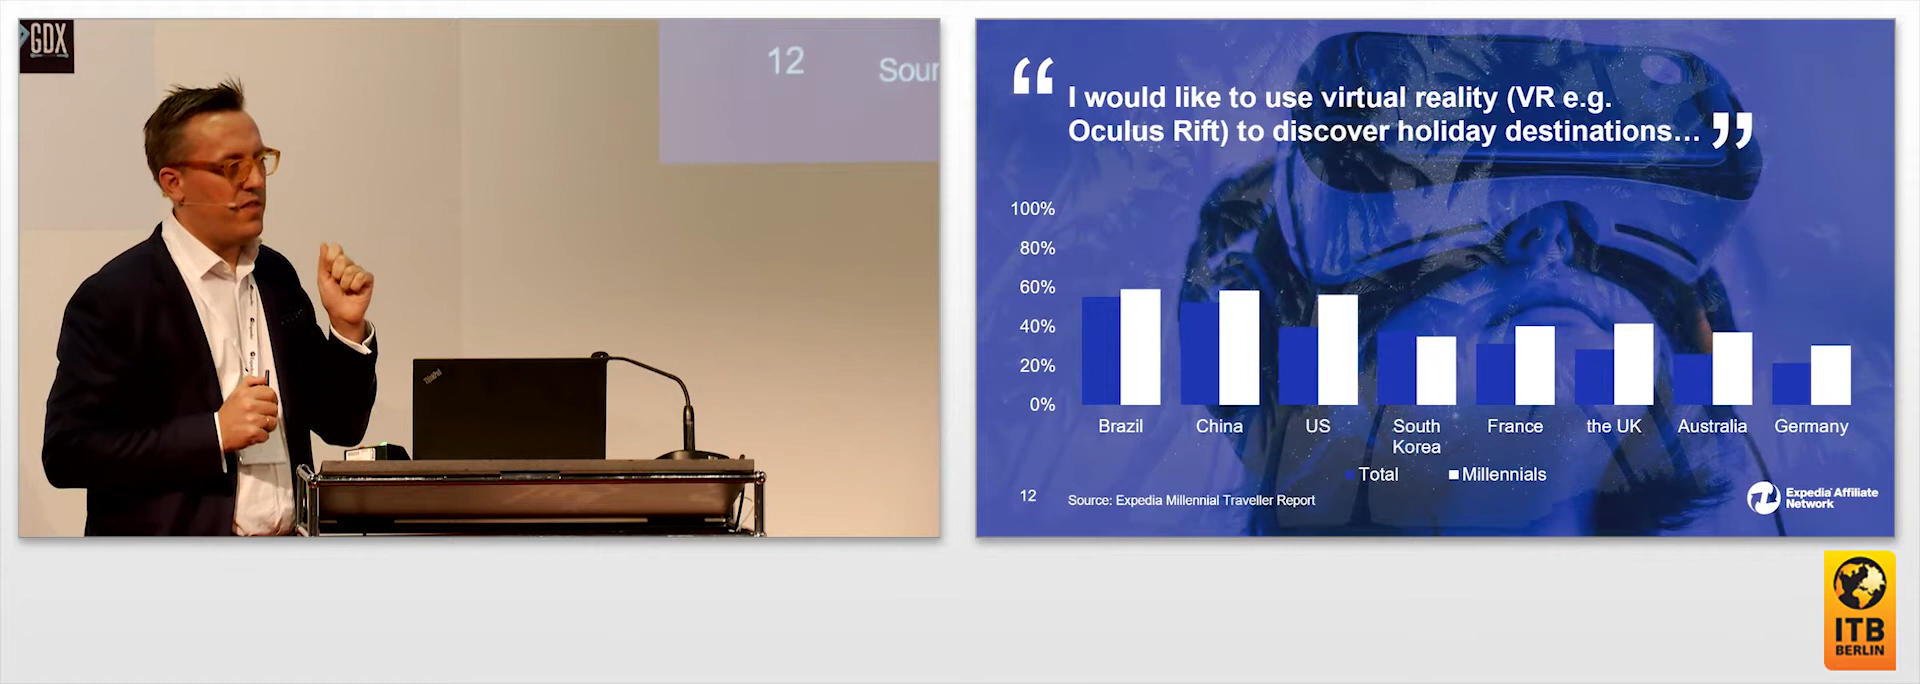 GDX
12
Sour
ThinkPad
“ I would like to use virtual reality (VR e.g.
Oculus Rift) to discover holiday destinations… ”
100%
80%
60%
40%
20%
0%
Brazil
China
US
South
Korea
France
the UK
Australia
Germany
Total
Millennials
12
Source: Expedia Millennial Traveller Report
Expedia Affiliate
Network
ITB
BERLIN